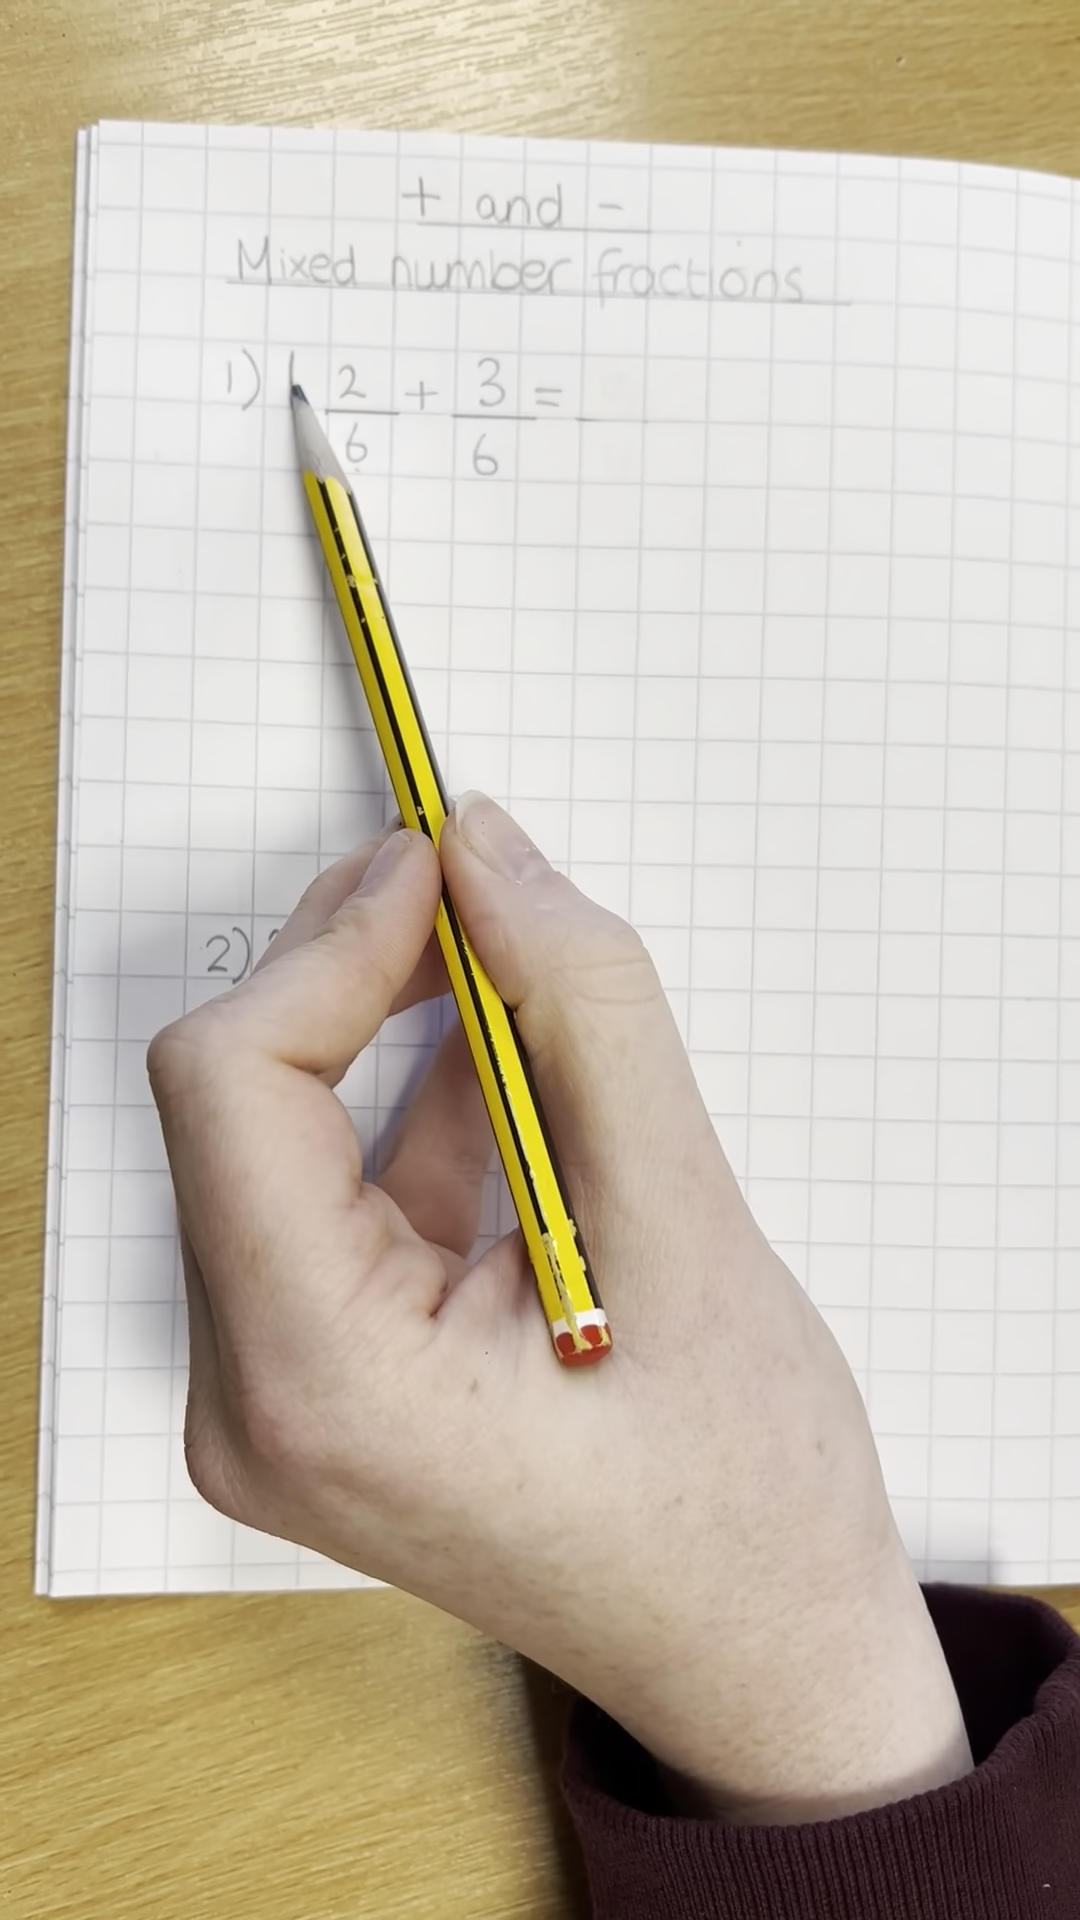 + and -
Mixed number fractions
1) 1 2/6 + 3/6 =
2)